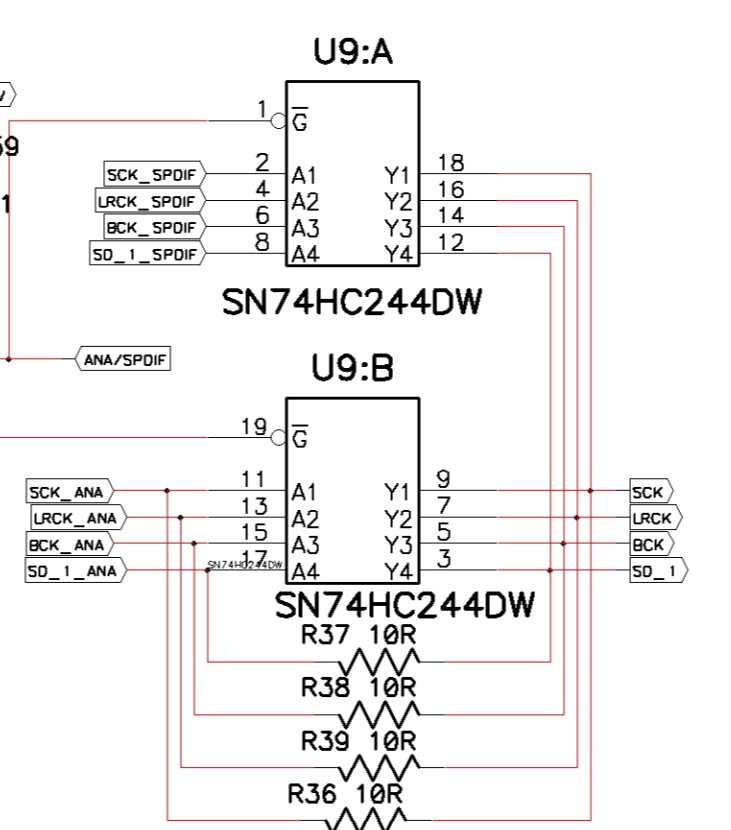 U9:A
1 G
59
SCK_SPDIF 2 A1 Y1 18
LRCK_SPDIF 4 A2 Y2 16
1
BCK_SPDIF 6 A3 Y3 14
SD_1_SPDIF 8 A4 Y4 12
SN74HC244DW
ANA/SPDIF
U9:B
19 G
SCK_ANA 11 A1 Y1 9 SCK
LRCK_ANA 13 A2 Y2 7 LRCK
BCK_ANA 15 A3 Y3 5 BCK
SD_1_ANA 17 A4 Y4 3 SD_1
SN74HC244DW
SN74HC244DW
R37 10R
R38 10R
R39 10R
R36 10R